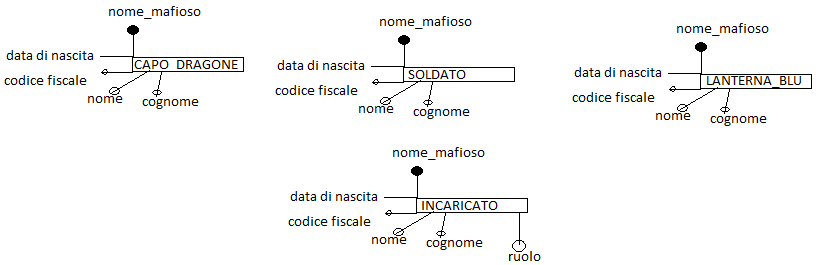 nome_mafioso
data di nascita
CAPO_DRAGONE
codice fiscale
nome
cognome
nome_mafioso
data di nascita
SOLDATO
codice fiscale
nome
cognome
nome_mafioso
data di nascita
LANTERNA_BLU
codice fiscale
nome
cognome
nome_mafioso
data di nascita
INCARICATO
codice fiscale
nome
cognome
ruolo